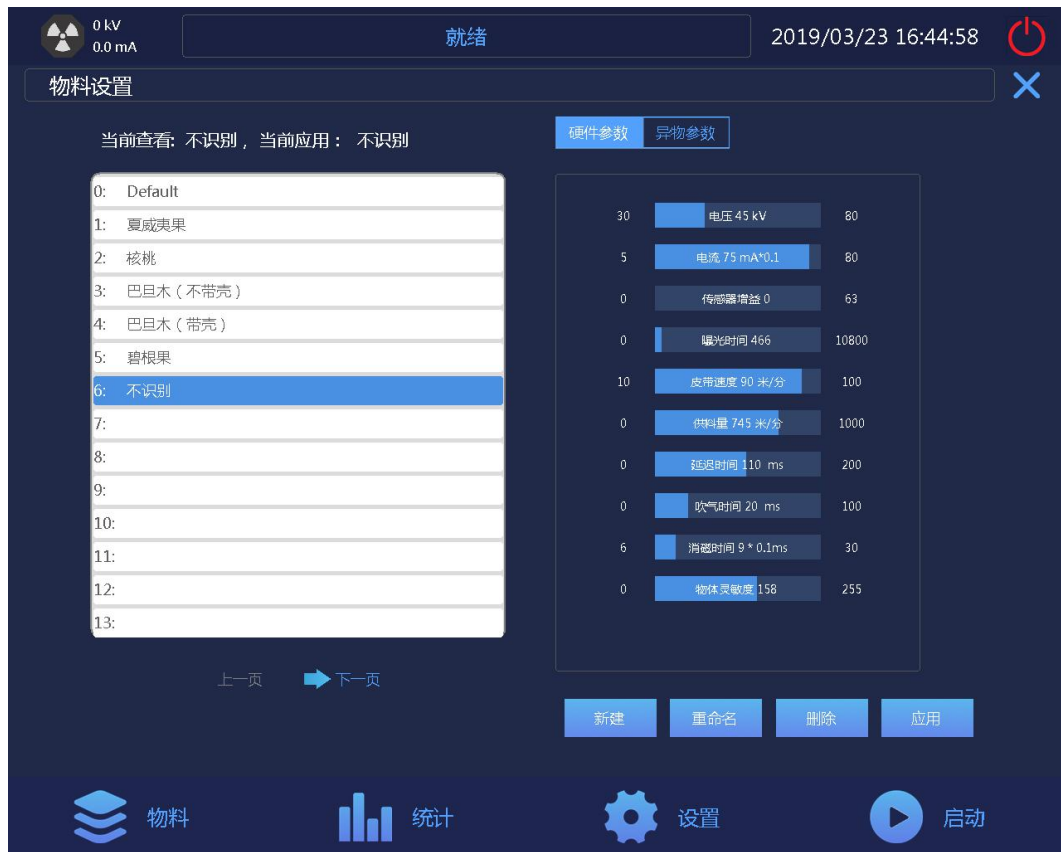 0 kV
0.0 mA
就绪
2019/03/23 16:44:58
物料设置
当前查看: 不识别 , 当前应用 : 不识别
硬件参数 异物参数
0: Default
1: 夏威夷果
2: 核桃
3: 巴旦木 ( 不带壳 )
4: 巴旦木 ( 带壳 )
5: 碧根果
6: 不识别
7:
8:
9:
10:
11:
12:
13:
上一页 下一页
30 电压 45 kV 80
5 电流 75 mA*0.1 80
0 传感器增益 0 63
0 曝光时间 466 10800
10 皮带速度 90 米/分 100
0 供料量 745 米/分 1000
0 延迟时间 110 ms 200
0 吹气时间 20 ms 100
6 消磁时间 9 * 0.1ms 30
0 物体灵敏度 158 255
新建 重命名 删除 应用
物料 统计 设置 启动